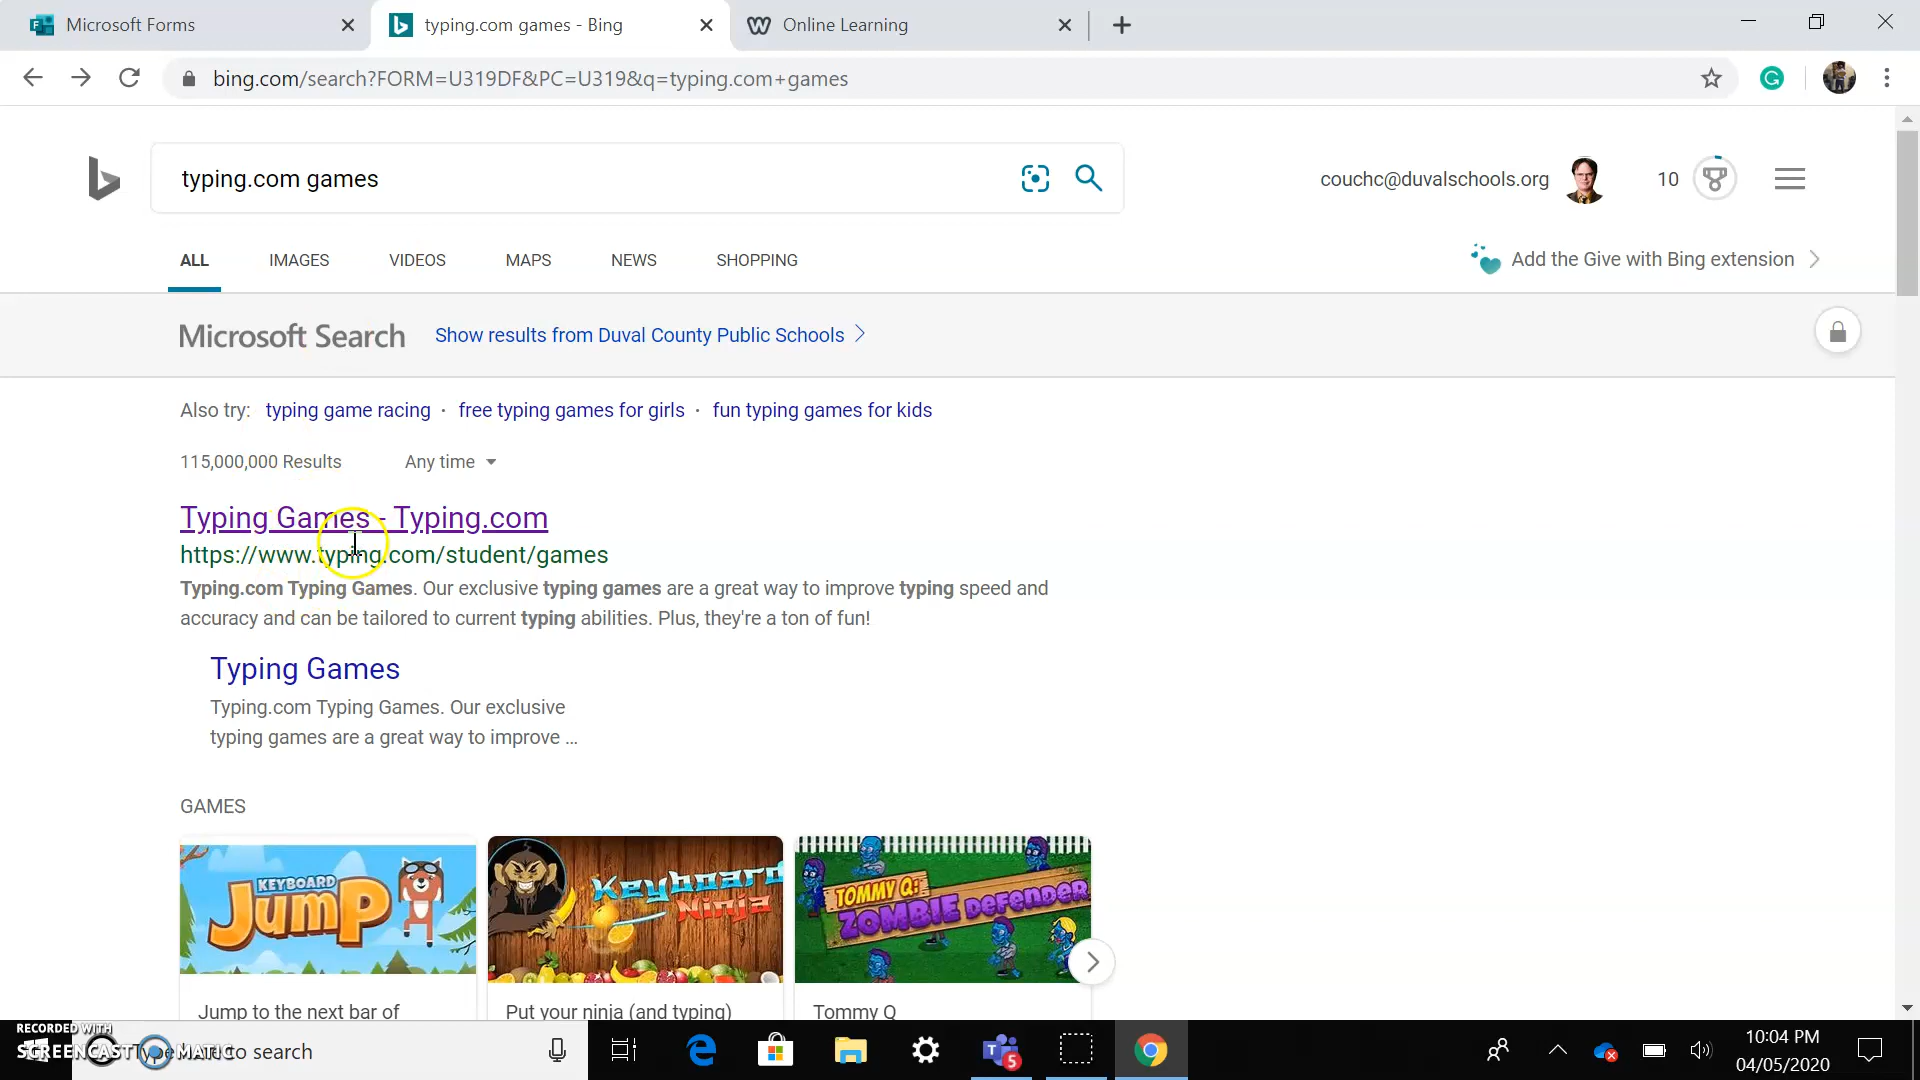 Microsoft Forms
typing.com games - Bing
Online Learning
bing.com/search?FORM=U319DF&PC=U319&q=typing.com+games
typing.com games
couchc@duvalschools.org
10
ALL IMAGES VIDEOS MAPS NEWS SHOPPING
Add the Give with Bing extension
Microsoft Search
Show results from Duval County Public Schools
Also try: typing game racing · free typing games for girls · fun typing games for kids
115,000,000 Results
Any time
Typing Games - Typing.com
https://www.typing.com/student/games
Typing.com Typing Games. Our exclusive typing games are a great way to improve typing speed and
accuracy and can be tailored to current typing abilities. Plus, they're a ton of fun!
Typing Games
Typing.com Typing Games. Our exclusive
typing games are a great way to improve ...
GAMES
KEYBOARD
Jump
Keyboard
Ninja
TOMMY Q:
ZOMBIE DEFENDER
Jump to the next bar of
Put your ninja (and typing)
Tommy Q
RECORDED WITH
SCREENCAST MATIC
Type here to search
5
10:04 PM
04/05/2020